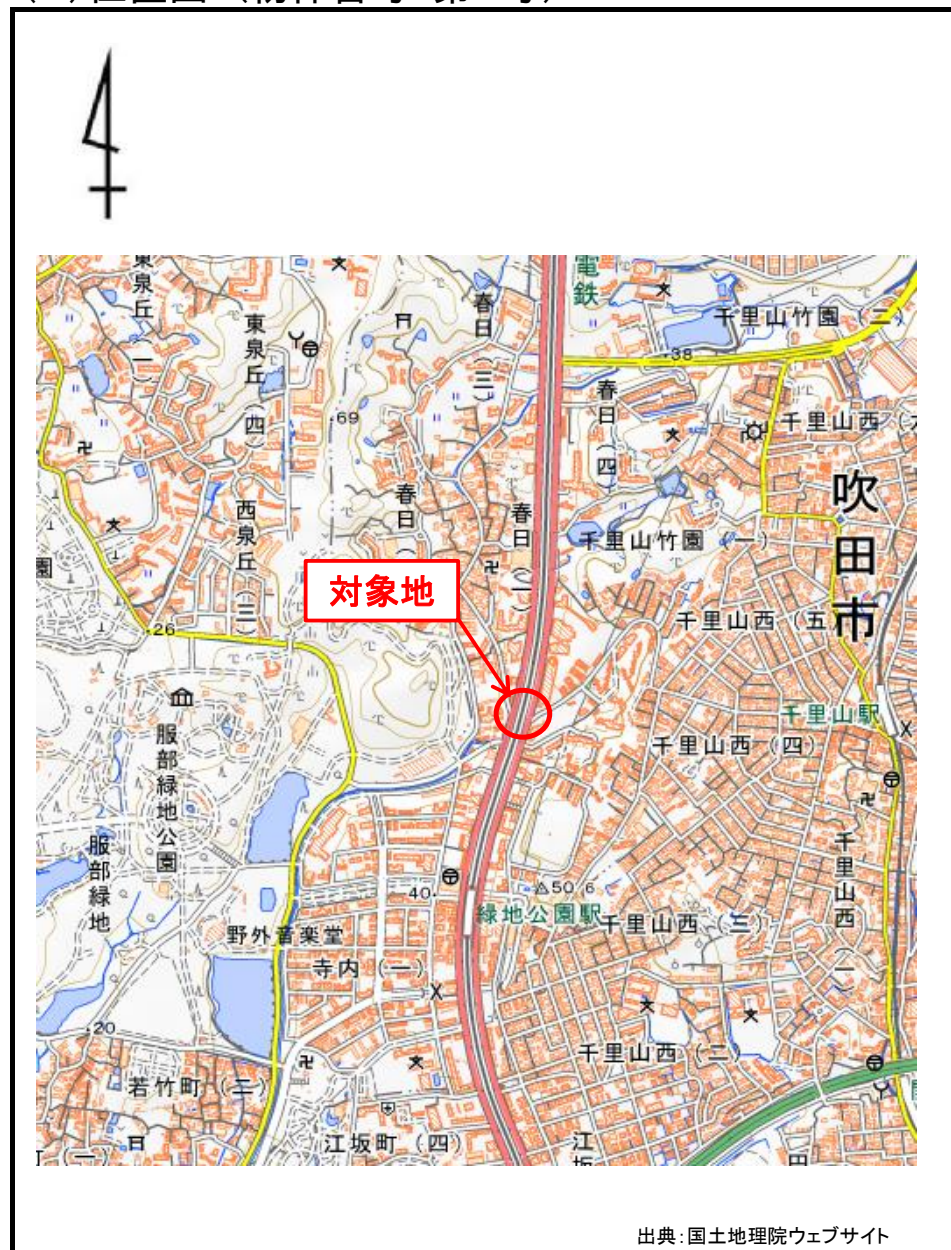 電鉄
東泉丘
(一)
東泉丘
(四)
春日
(三)
千里山竹園
38
69
春日
(四)
千里山西
吹田市
西泉丘
(三)
春日
春日
(一)
千里山竹園(一)
園
対象地
26
千里山西(五)
千里山駅
千里山西(四)
服部緑地公園
服部緑地
千里山西
(一)
40
50
6
緑地公園駅
千里山西(三)
野外音楽堂
寺内(一)
20
千里山西(二)
若竹町(二)
江坂町(四)
江坂
田
出典:国土地理院ウェブサイト